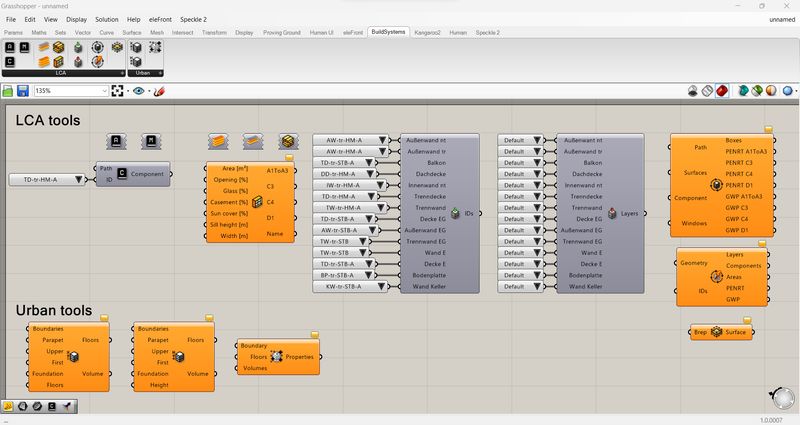 Grasshopper - unnamed
File Edit View Display Solution Help eleFront Speckle 2 unnamed
Params Maths Sets Vector Curve Surface Mesh Intersect Transform Display Proving Ground Human UI eleFront BuildSystems Kangaroo2 Human Speckle 2
A M
C
LCA Urban
135%
LCA tools
A M
TD-tr-HM-A
Path
ID
C
Component
Area [m²]
Opening [%]
Glass [%]
Casement [%]
Sun cover [%]
Sill height [m]
Width [m]
A1ToA3
C3
C4
D1
Name
AW-tr-HM-A Außenwand nt
AW-tr-HM-A Außenwand tr
TD-tr-STB-A Balkon
DD-tr-HM-A Dachdecke
IW-tr-HM-A Innenwand nt
TD-tr-HM-A Trenndecke
TW-tr-HM-A Trennwand
TD-tr-STB-A Decke EG
AW-tr-STB-A Außenwand EG
TW-tr-STB Trennwand EG
TW-tr-STB Wand E
TD-tr-STB-A Decke E
BP-tr-STB-A Bodenplatte
KW-tr-STB-A Wand Keller
IDs
Default Außenwant nt
Default Außenwand tr
Default Balkon
Default Dachdecke
Default Innenwand nt
Default Trenndecke
Default Trennwand
Default Decke EG
Default Außenwand EG
Default Trennwand EG
Default Wand E
Default Decke E
Default Bodenplatte
Default Wand Keller
Layers
Path
Surfaces
Component
Windows
Boxes
PENRT A1ToA3
PENRT C3
PENRT C4
PENRT D1
GWP A1ToA3
GWP C3
GWP C4
GWP D1
Geometry
IDs
Layers
Components
Areas
PENRT
GWP
Brep Surface
Urban tools
Boundaries
Parapet
Upper
First
Foundation
Floors
Floors
Volume
Boundaries
Parapet
Upper
First
Foundation
Height
Floors
Volume
Boundary
Floors
Volumes
Properties
C
1.0.0007